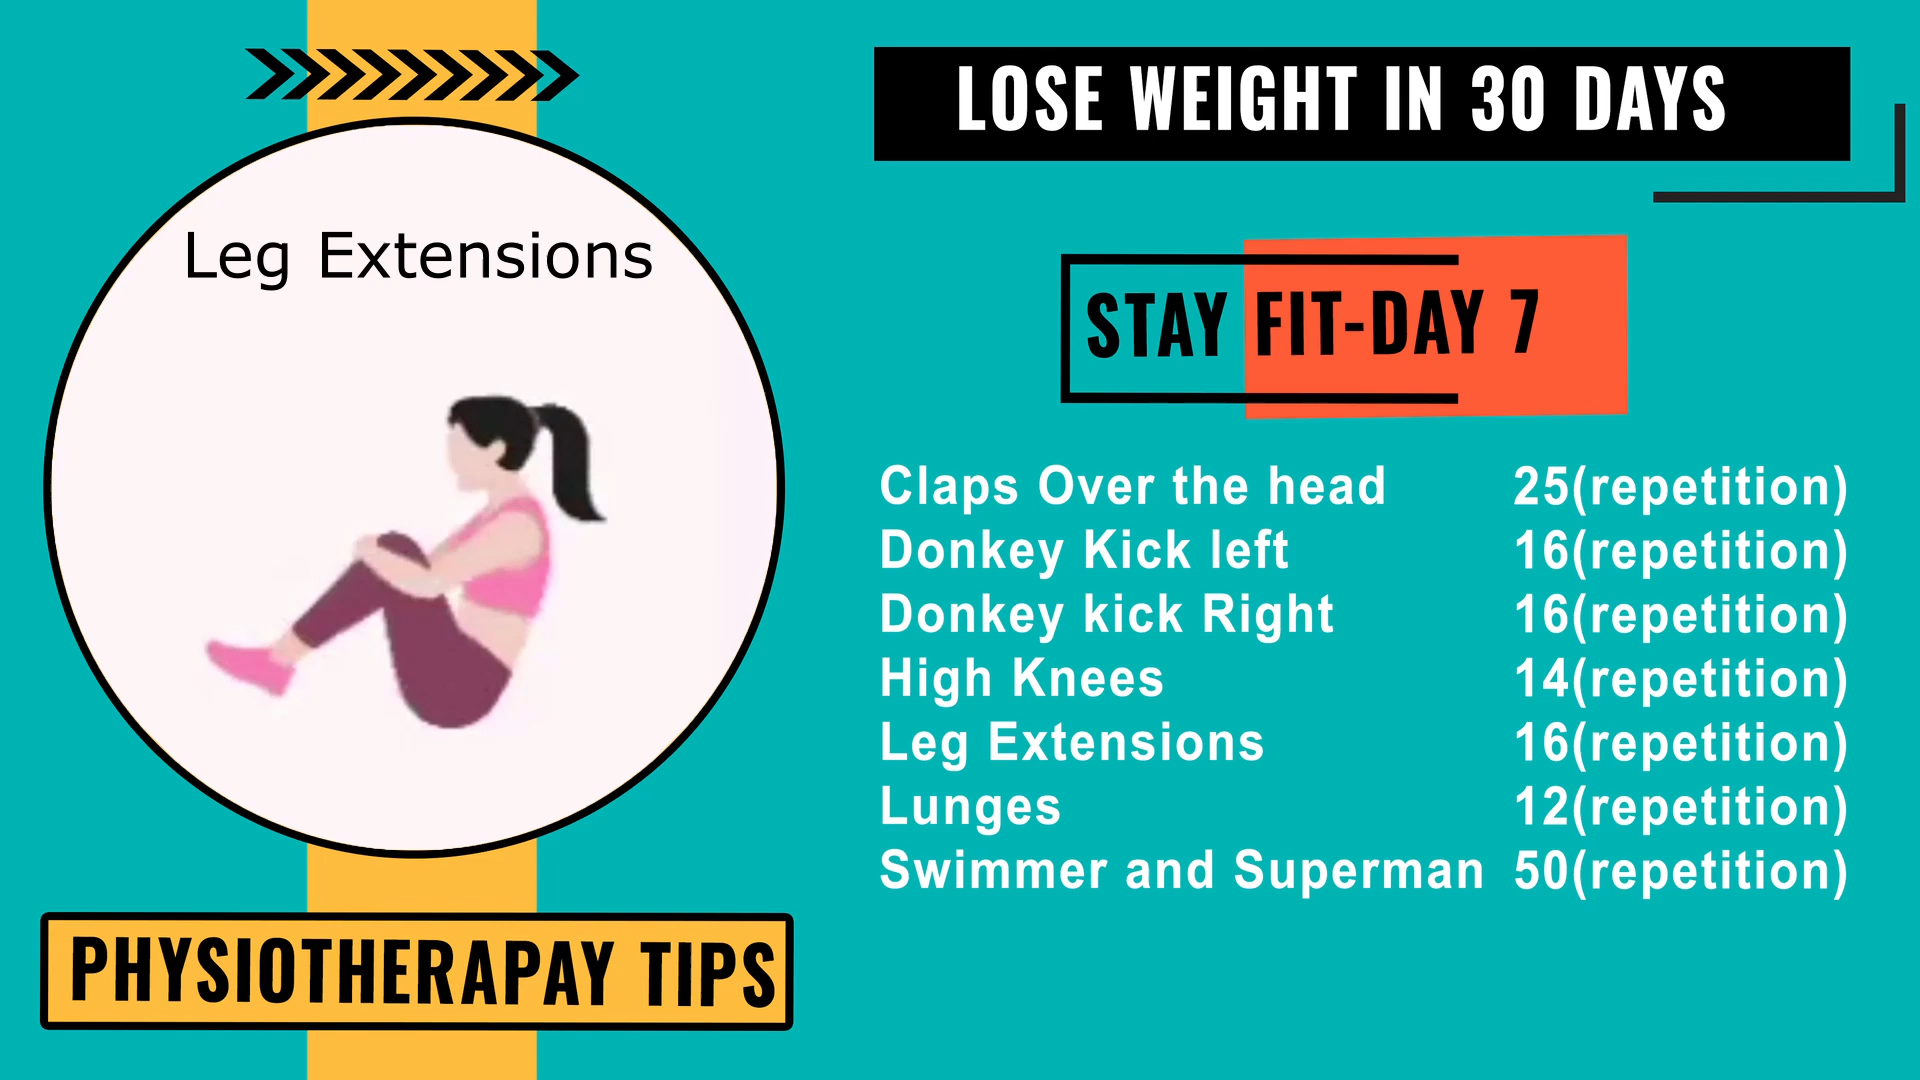 Leg Extensions
PHYSIOTHERAPAY TIPS
LOSE WEIGHT IN 30 DAYS
STAY FIT-DAY 7
Claps Over the head 25(repetition)
Donkey Kick left 16(repetition)
Donkey kick Right 16(repetition)
High Knees 14(repetition)
Leg Extensions 16(repetition)
Lunges 12(repetition)
Swimmer and Superman 50(repetition)